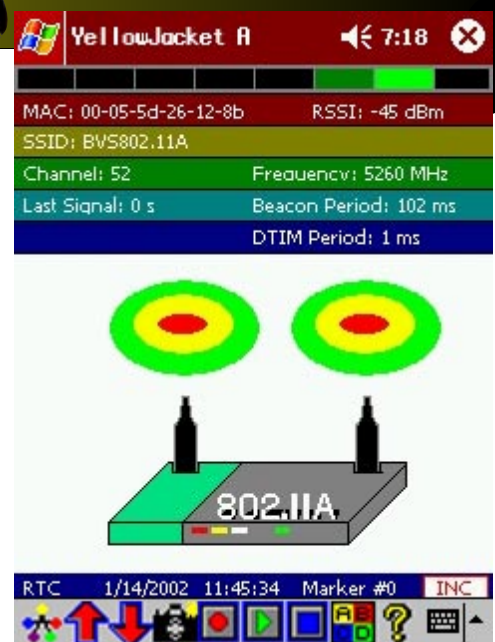 YellowJacket A 7:18
MAC: 00-05-5d-26-12-8b RSSI: -45 dBm
SSID: BVS802.11A
Channel: 52 Frequency: 5260 MHz
Last Signal: 0 s Beacon Period: 102 ms
DTIM Period: 1 ms
802.11A
RTC 1/14/2002 11:45:34 Marker #0 INC
A B
D ?